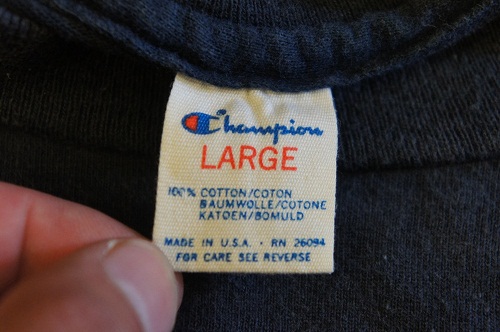 Champion
LARGE
100% COTTON/COTON
BAUMWOLLE/COTONE
KATOEN/BOMULD
MADE IN U.S.A. · RN 26094
FOR CARE SEE REVERSE